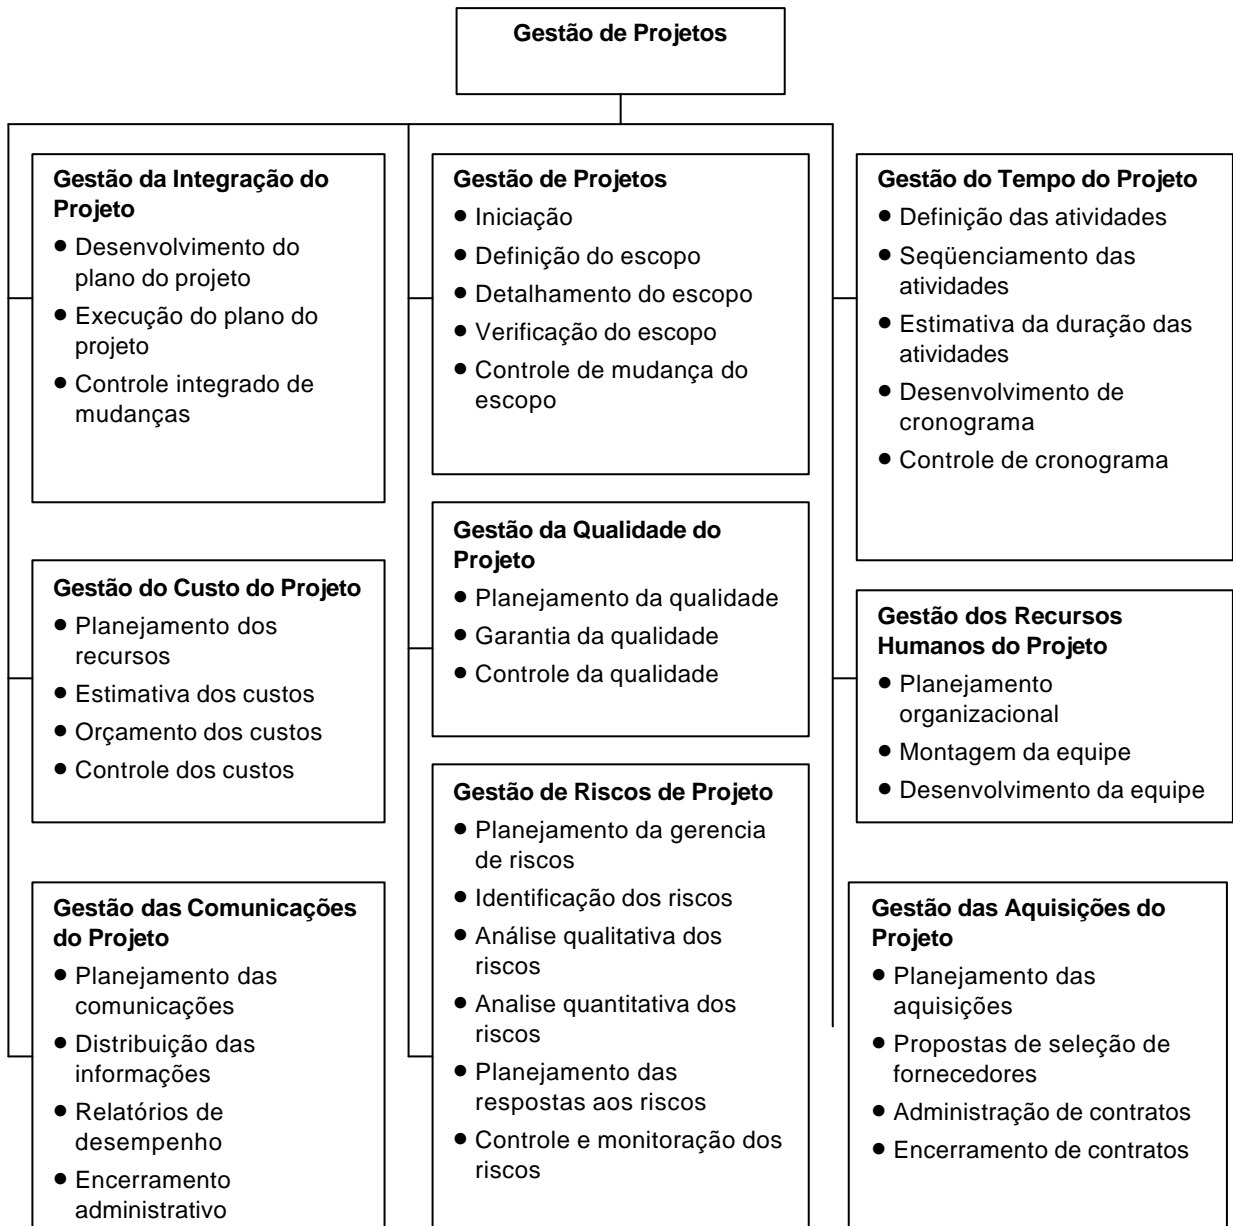 Gestão de Projetos
Gestão da Integração do
Projeto
● Desenvolvimento do
plano do projeto
● Execução do plano do
projeto
● Controle integrado de
mudanças
Gestão de Projetos
● Iniciação
● Definição do escopo
● Detalhamento do escopo
● Verificação do escopo
● Controle de mudança do
escopo
Gestão do Tempo do Projeto
● Definição das atividades
● Seqüenciamento das
atividades
● Estimativa da duração das
atividades
● Desenvolvimento de
cronograma
● Controle de cronograma
Gestão do Custo do Projeto
● Planejamento dos
recursos
● Estimativa dos custos
● Orçamento dos custos
● Controle dos custos
Gestão da Qualidade do
Projeto
● Planejamento da qualidade
● Garantia da qualidade
● Controle da qualidade
Gestão dos Recursos
Humanos do Projeto
● Planejamento
organizacional
● Montagem da equipe
● Desenvolvimento da equipe
Gestão das Comunicações
do Projeto
● Planejamento das
comunicações
● Distribuição das
informações
● Relatórios de
desempenho
● Encerramento
administrativo
Gestão de Riscos de Projeto
● Planejamento da gerencia
de riscos
● Identificação dos riscos
● Análise qualitativa dos
riscos
● Analise quantitativa dos
riscos
● Planejamento das
respostas aos riscos
● Controle e monitoração dos
riscos
Gestão das Aquisições do
Projeto
● Planejamento das
aquisições
● Propostas de seleção de
fornecedores
● Administração de contratos
● Encerramento de contratos